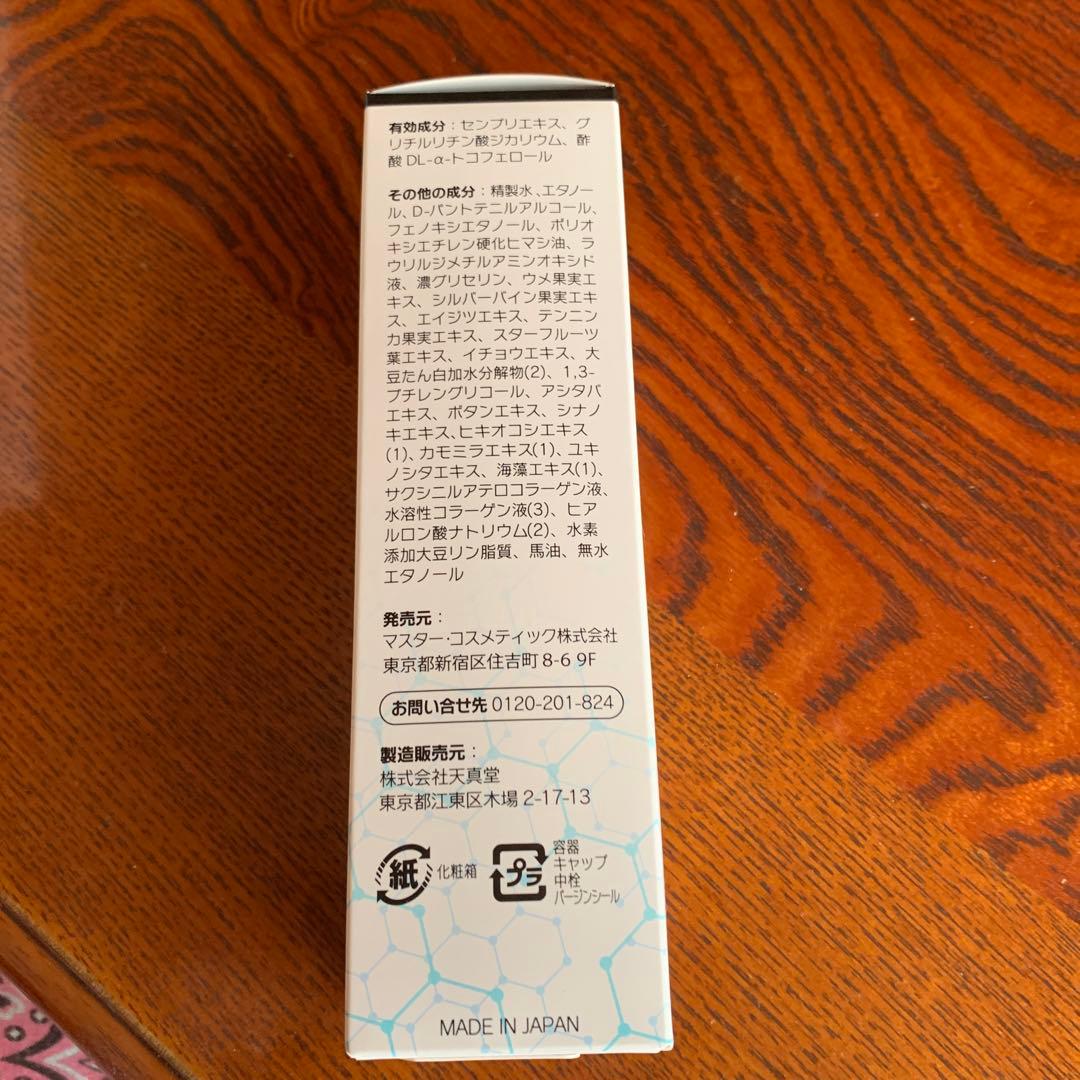 有効成分：センブリエキス、グ
リチルリチン酸ジカリウム、酢
酸 DL-α-トコフェロール
その他の成分：精製水、エタノー
ル、D-パントテニルアルコール、
フェノキシエタノール、ポリオ
キシエチレン硬化ヒマシ油、ラ
ウリルジメチルアミンオキシド
液、濃グリセリン、ウメ果実エ
キス、シルバーバイン果実エキ
ス、エイジツエキス、テンニン
カ果実エキス、スターフルーツ
葉エキス、イチョウエキス、大
豆たん白加水分解物(2)、1,3-
ブチレングリコール、アシタバ
エキス、ボタンエキス、シナノ
キエキス、ヒキオコシエキス
(1)、カモミラエキス(1)、ユキ
ノシタエキス、海藻エキス(1)、
サクシニルアテロコラーゲン液、
水溶性コラーゲン液(3)、ヒア
ルロン酸ナトリウム(2)、水素
添加大豆リン脂質、馬油、無水
エタノール
発売元：
マスター・コスメティック株式会社
東京都新宿区住吉町 8-6 9F
お問い合せ先 0120-201-824
製造販売元：
株式会社天真堂
東京都江東区木場 2-17-13
紙 化粧箱
プラ 容器
キャップ
中栓
バージンシール
MADE IN JAPAN